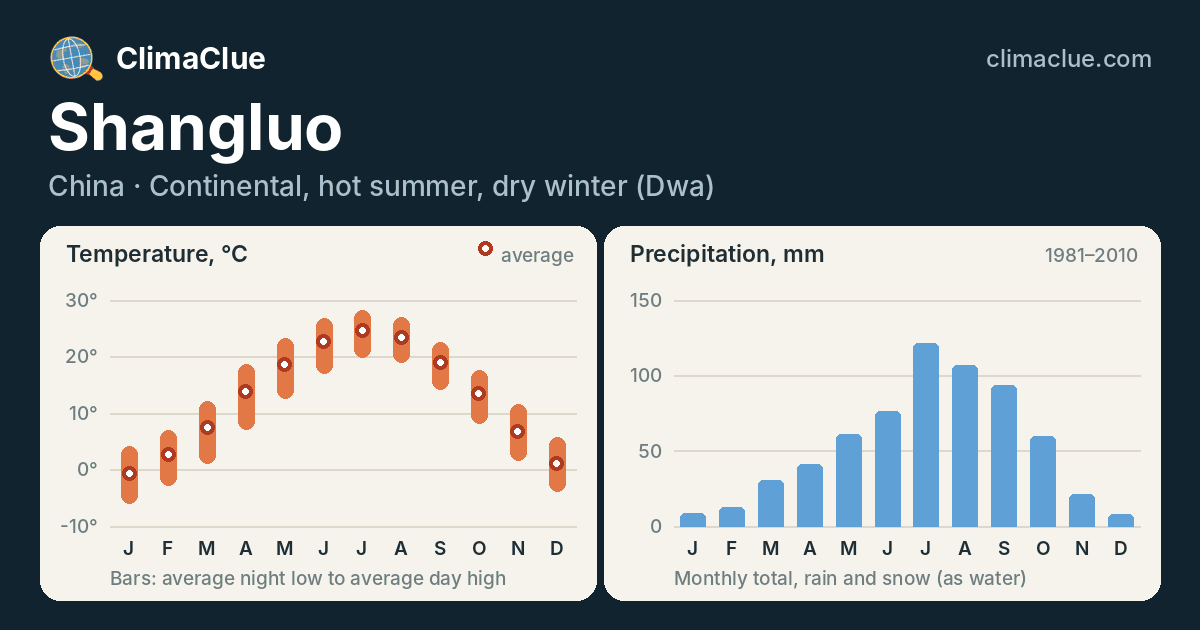 ClimaClue
climaclue.com
Shangluo
China · Continental, hot summer, dry winter (Dwa)
Temperature, °C
average
30°
20°
10°
0°
-10°
J F M A M J J A S O N D
Bars: average night low to average day high
Precipitation, mm
1981–2010
150
100
50
0
J F M A M J J A S O N D
Monthly total, rain and snow (as water)